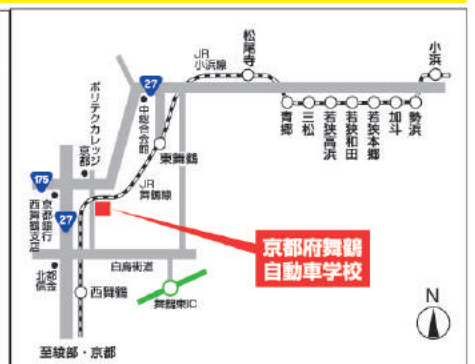 松尾寺
JR
小浜線
小浜
27
中総合会館
ポリテクカレッジ
京都
青郷
三松
若狭高浜
若狭和田
若狭本郷
加斗
勢浜
東舞鶴
175
京都銀行
西舞鶴支店
JR
舞鶴線
27
京都府舞鶴
自動車学校
白鳥街道
北都
信金
西舞鶴
舞鶴東IC
N
至綾部・京都